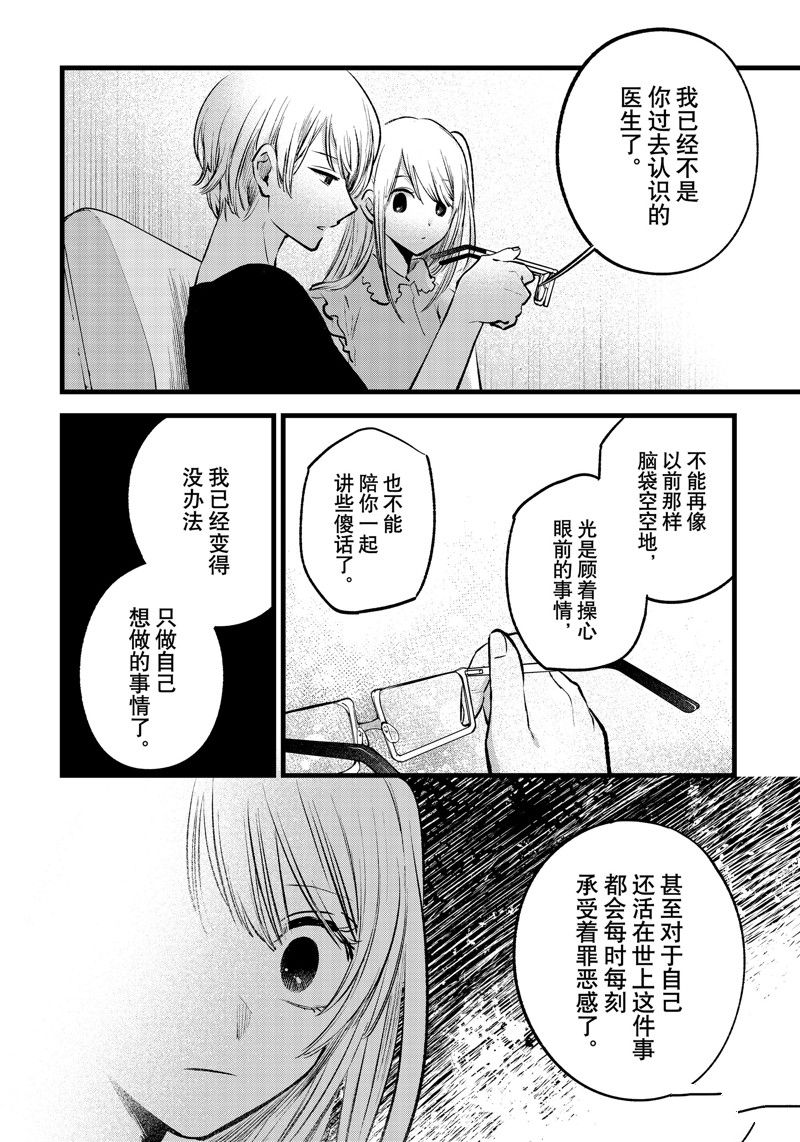 我已经不是
你过去认识的
医生了。
不能再像
以前那样
脑袋空空地,
光是顾着操心
眼前的事情,
也不能
陪你一起
讲些傻话了。
我已经变得
没办法
只做自己
想做的事情了。
甚至对于自己
还活在世上这件事
都会每时每刻
承受着罪恶感了。